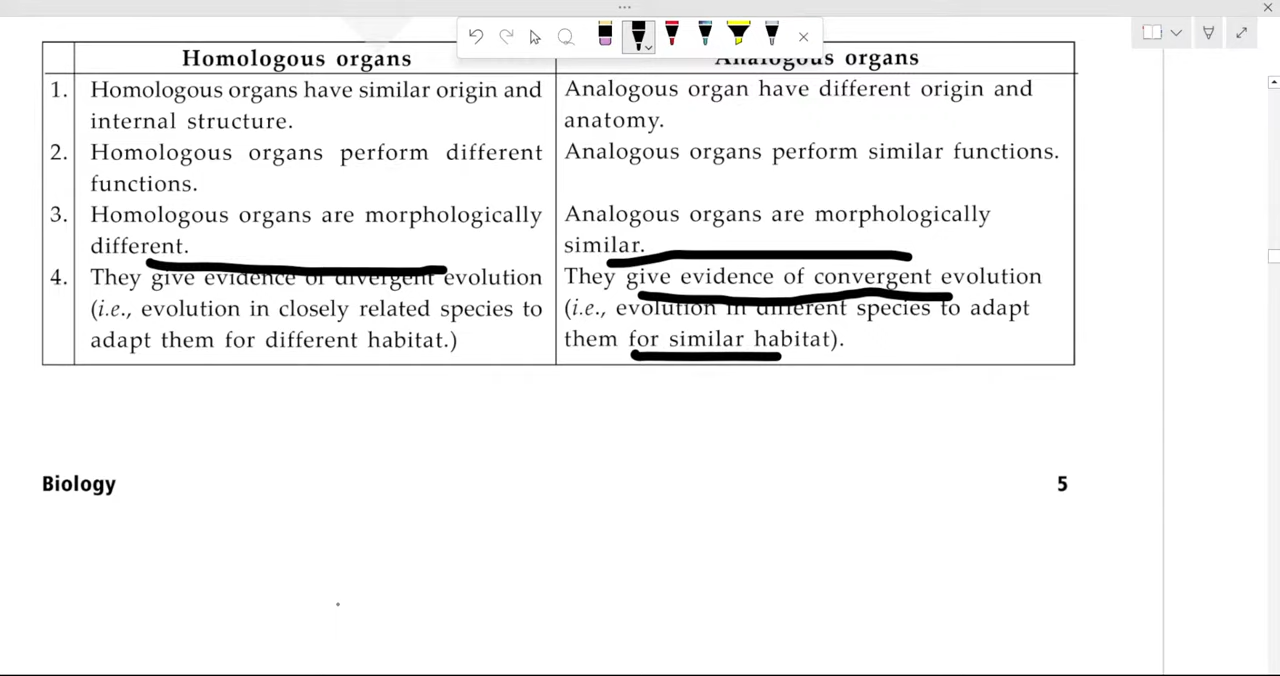 Homologous organs
Analogous organs
1. Homologous organs have similar origin and
internal structure.
Analogous organ have different origin and
anatomy.
2. Homologous organs perform different
functions.
Analogous organs perform similar functions.
3. Homologous organs are morphologically
different.
Analogous organs are morphologically
similar.
4. They give evidence of divergent evolution
(i.e., evolution in closely related species to
adapt them for different habitat.)
They give evidence of convergent evolution
(i.e., evolution in different species to adapt
them for similar habitat).
Biology
5